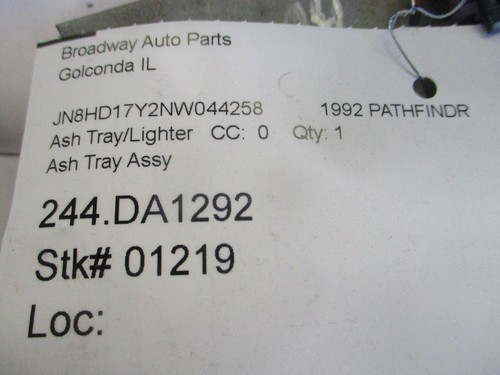 Broadway Auto Parts
Golconda IL
JN8HD17Y2NW044258 1992 PATHFINDR
Ash Tray/Lighter CC: 0 Qty: 1
Ash Tray Assy
244.DA1292
Stk# 01219
Loc: